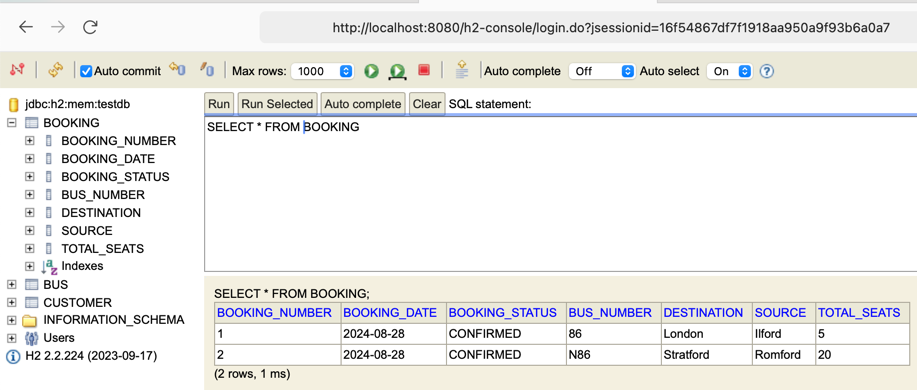 http://localhost:8080/h2-console/login.do?jsessionid=16f54867df7f1918aa950a9f93b6a0a7
Auto commit Max rows: 1000 Auto complete Off Auto select On ?
jdbc:h2:mem:testdb
BOOKING
BOOKING_NUMBER
BOOKING_DATE
BOOKING_STATUS
BUS_NUMBER
DESTINATION
SOURCE
TOTAL_SEATS
Indexes
BUS
CUSTOMER
INFORMATION_SCHEMA
Users
H2 2.2.224 (2023-09-17)
Run Run Selected Auto complete Clear SQL statement:
SELECT * FROM BOOKING
SELECT * FROM BOOKING;
BOOKING_NUMBER BOOKING_DATE BOOKING_STATUS BUS_NUMBER DESTINATION SOURCE TOTAL_SEATS
1 2024-08-28 CONFIRMED 86 London Ilford 5
2 2024-08-28 CONFIRMED N86 Stratford Romford 20
(2 rows, 1 ms)